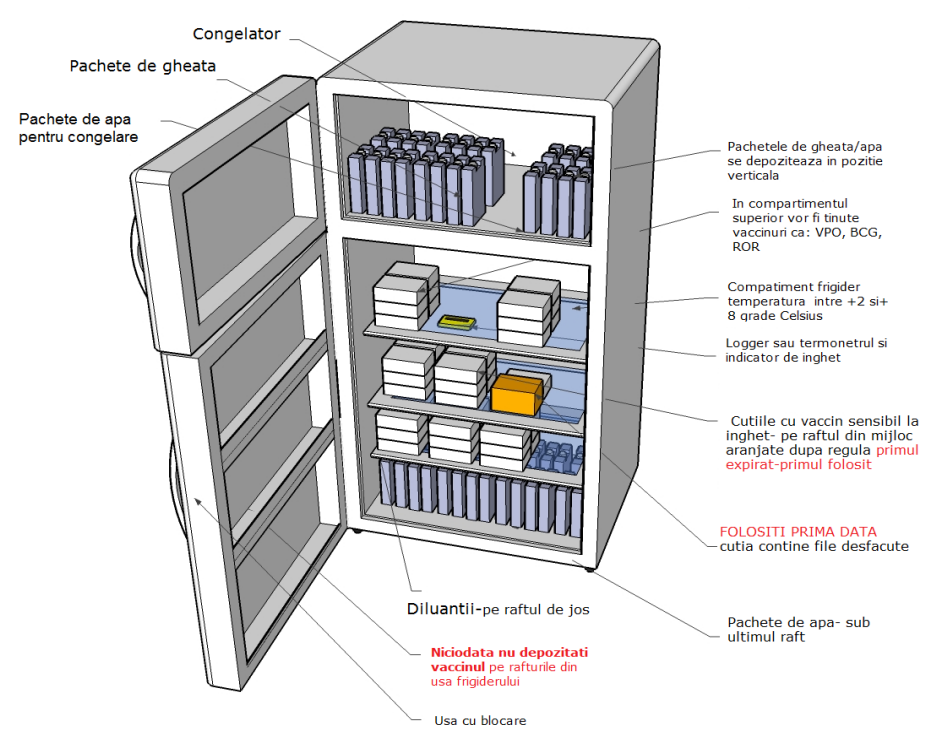 Congelator
Pachete de gheata
Pachete de apa
pentru congelare
Pachetele de gheata/apa
se depoziteaza in pozitie
verticala
In compartimentul
superior vor fi tinute
vaccinuri ca: VPO, BCG,
ROR
Compatiment frigider
temperatura intre +2 si+
8 grade Celsius
Logger sau termonetrul si
indicator de inghet
Cutiile cu vaccin sensibil la
inghet- pe raftul din mijloc
aranjate dupa regula primul
expirat-primul folosit
FOLOSITI PRIMA DATA
cutia contine file desfacute
Diluantii-pe raftul de jos
Pachete de apa- sub
ultimul raft
Niciodata nu depozitati
vaccinul pe rafturile din
usa frigiderului
Usa cu blocare